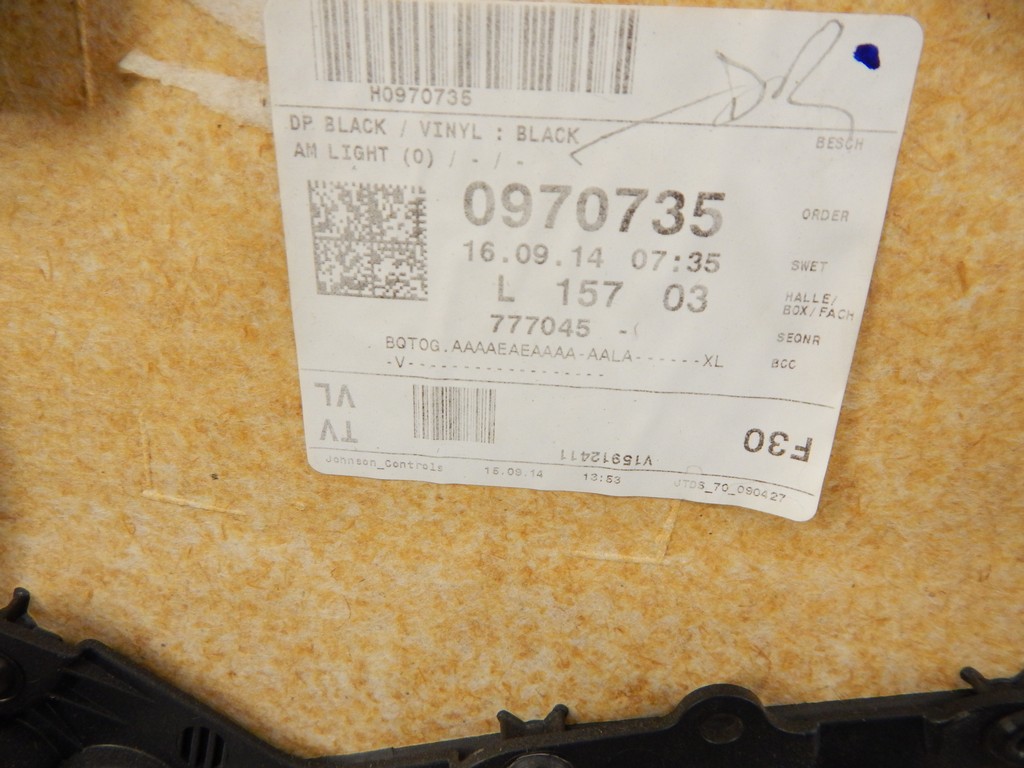 H0970735
DP BLACK / VINYL : BLACK
BESCH
AM LIGHT (0) / - / -
0970735 ORDER
16.09.14 07:35 SWET
L 157 03 HALLE/
BOX/FACH
777045 - SEQNR
BQTOG.AAAAEAEAAAA-AALA------XL BCC
-V------------------
TV
VL
V15912411
F30
Johnson_Controls 15.09.14 13:53 JTDS_70_090427